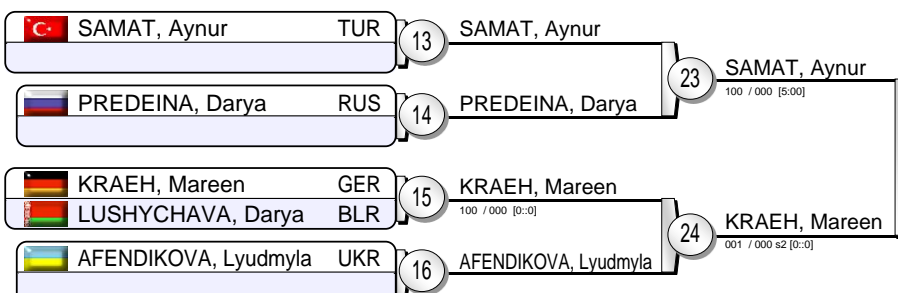 SAMAT, Aynur TUR
13
SAMAT, Aynur
23
SAMAT, Aynur
100 / 000 [5:00]
PREDEINA, Darya RUS
14
PREDEINA, Darya
KRAEH, Mareen GER
LUSHYCHAVA, Darya BLR
15
KRAEH, Mareen
100 / 000 [0::0]
24
KRAEH, Mareen
001 / 000 s2 [0::0]
AFENDIKOVA, Lyudmyla UKR
16
AFENDIKOVA, Lyudmyla